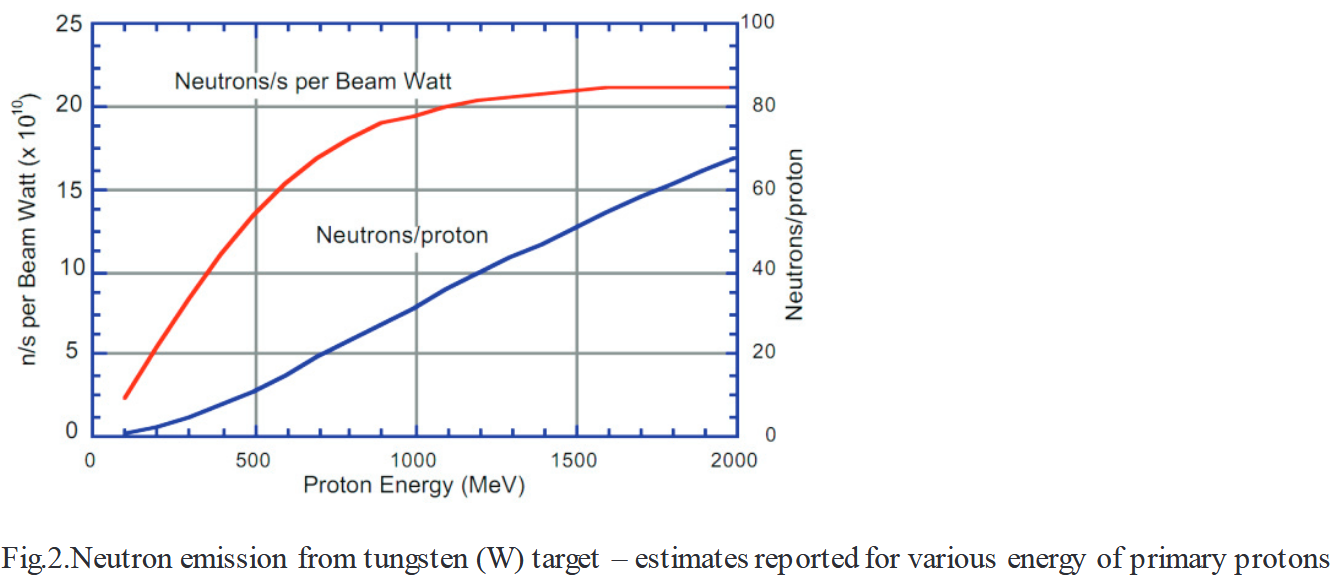 25
20
15
10
5
0
n/s per Beam Watt (x 10¹⁰)
Neutrons/s per Beam Watt
Neutrons/proton
100
80
60
40
20
0
Neutrons/proton
0 500 1000 1500 2000
Proton Energy (MeV)
Fig.2.Neutron emission from tungsten (W) target – estimates reported for various energy of primary protons